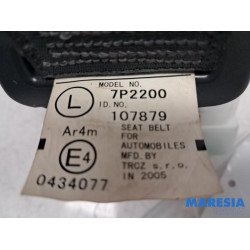 MODEL NO.
7P2200
L
ID.NO.
107879
Ar4m
SEAT BELT
FOR
AUTOMOBILES
E4
MFD.BY
TRCZ s.r.o.
0434077
IN 2005
MARESIA